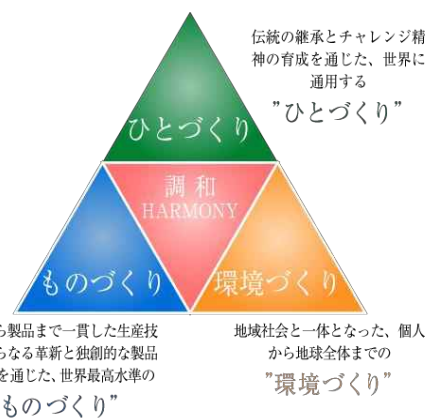 伝統の継承とチャレンジ精
神の育成を通じた、世界に
通用する
”ひとづくり”
ひとづくり
調和
HARMONY
ものづくり
環境づくり
ら製品まで一貫した生産技
らなる革新と独創的な製品
を通じた、世界最高水準の
ものづくり”
地域社会と一体となった、個人
から地球全体までの
”環境づくり”